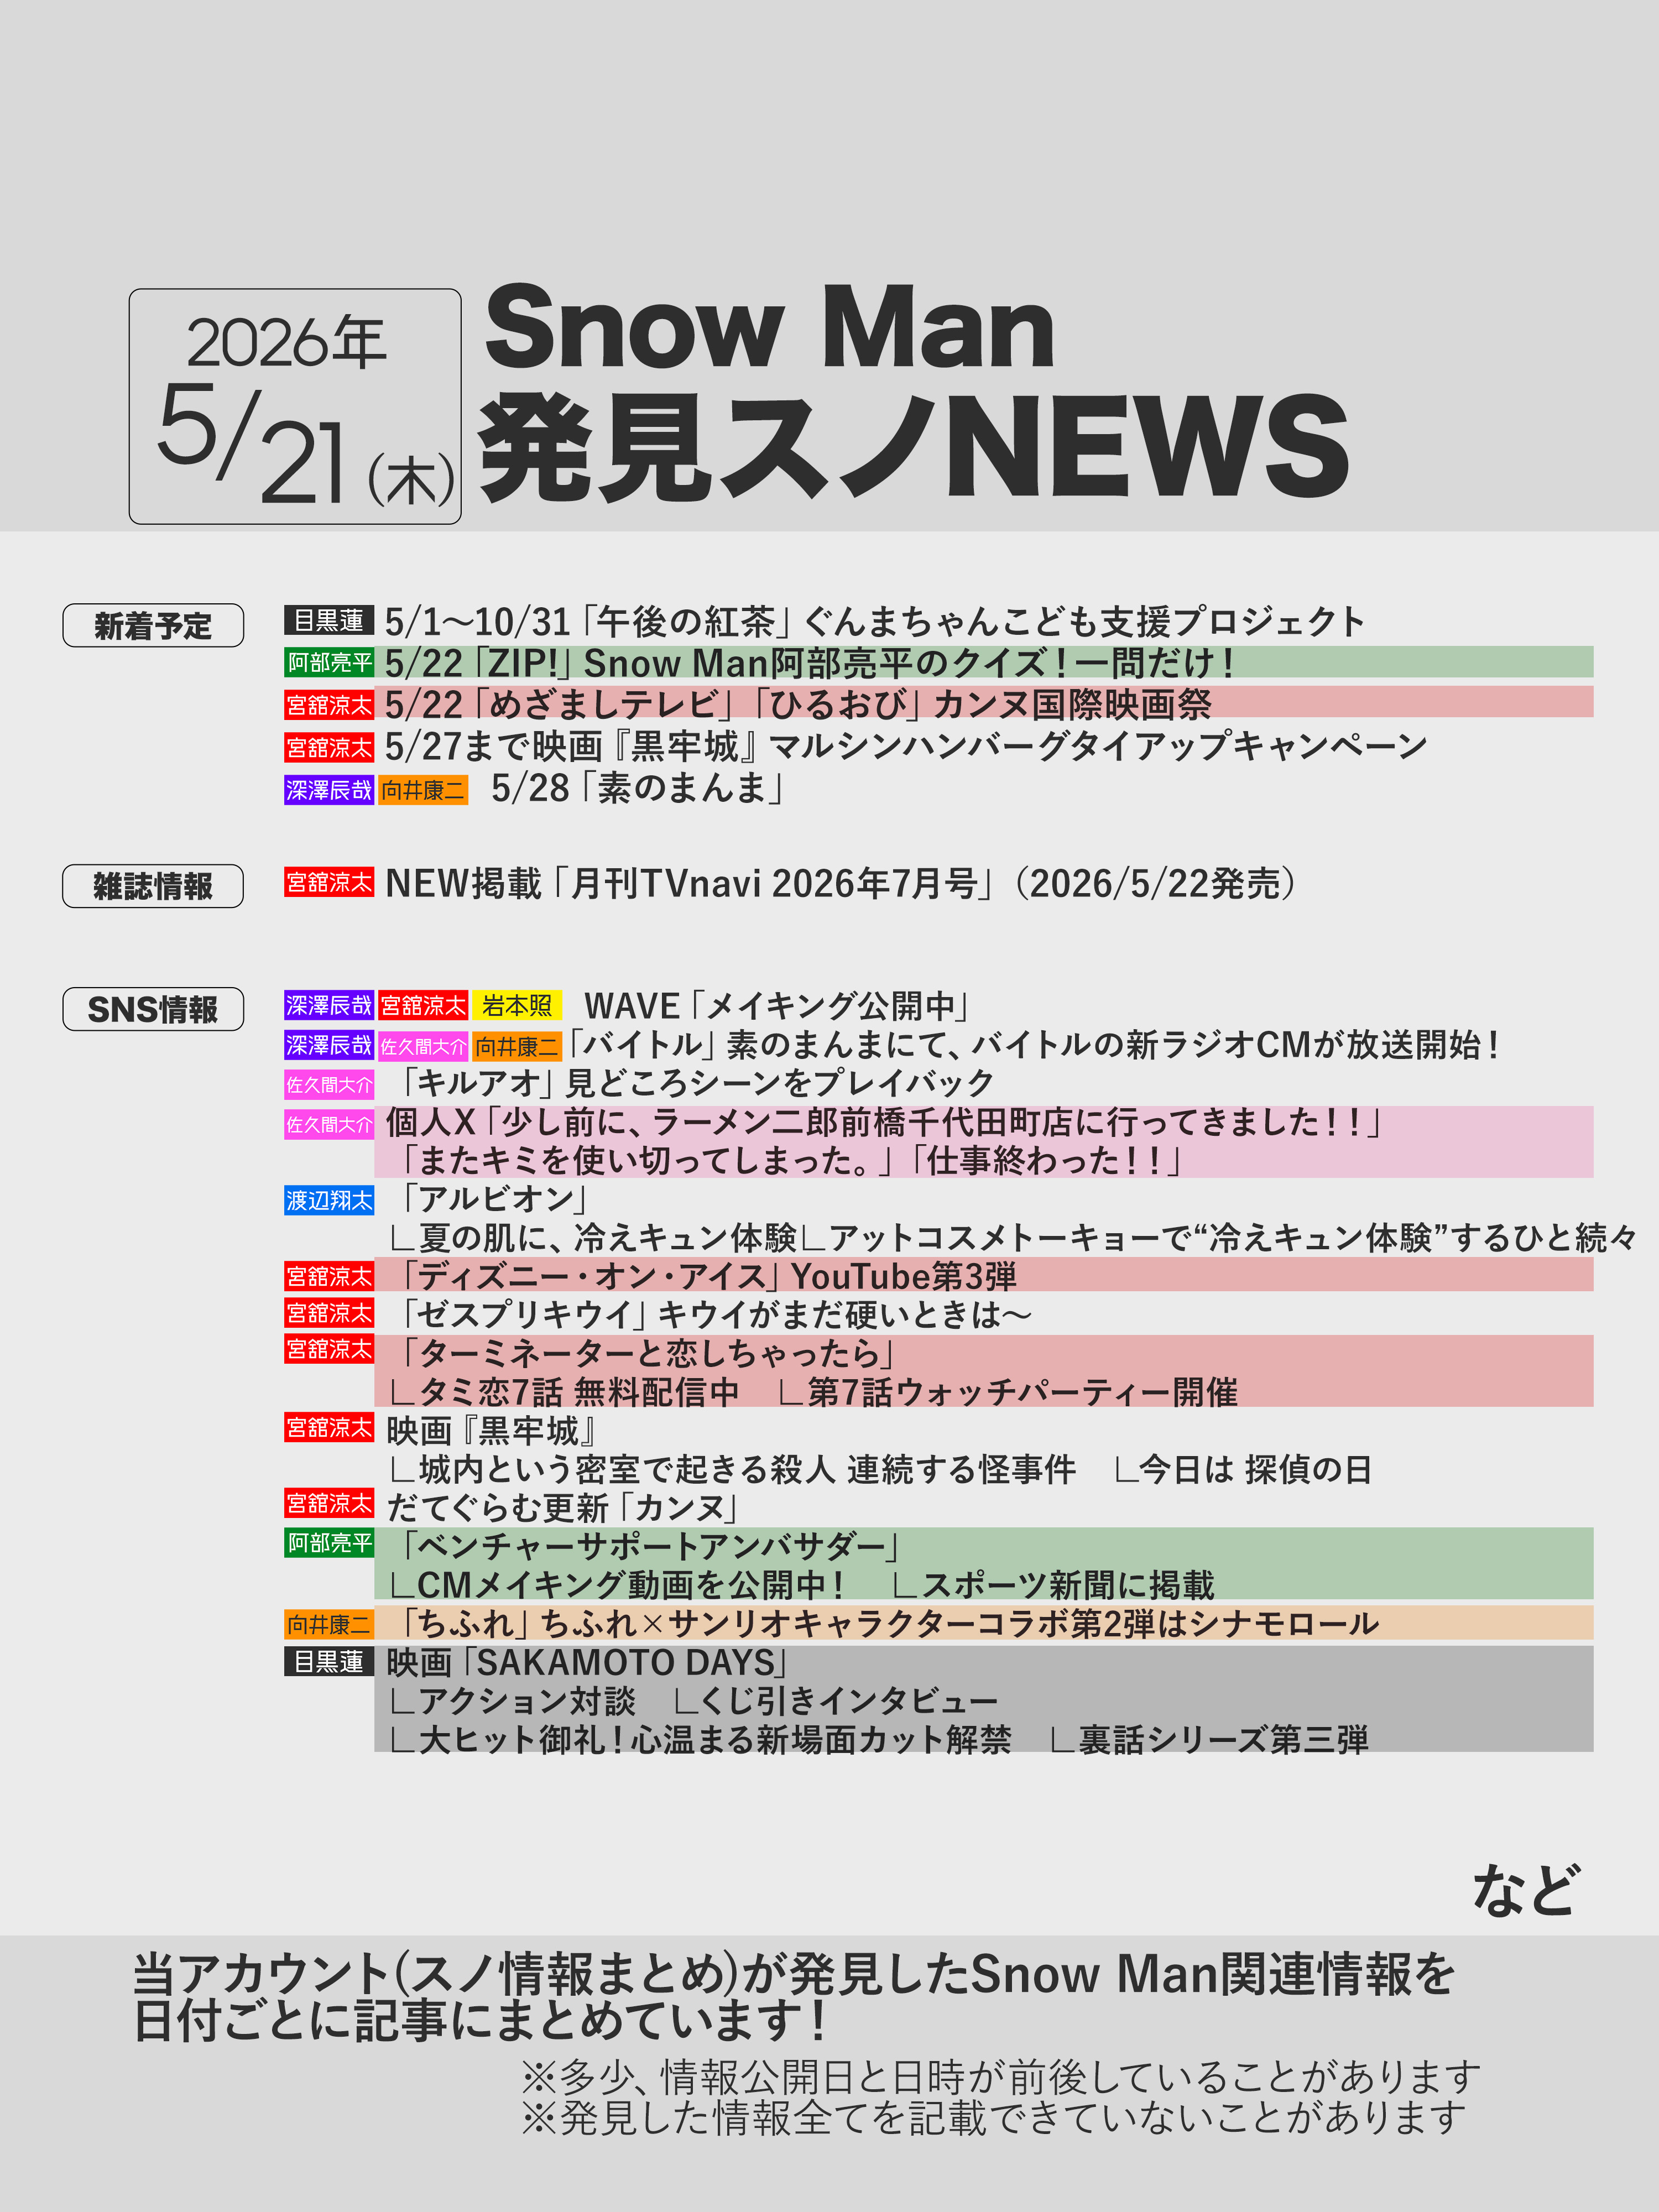 2026年
5/21(木)
Snow Man
発見スノNEWS
新着予定
目黒蓮 5/1〜10/31「午後の紅茶」ぐんまちゃんこども支援プロジェクト
阿部亮平 5/22「ZIP!」Snow Man阿部亮平のクイズ！一問だけ！
宮舘涼太 5/22「めざましテレビ」「ひるおび」カンヌ国際映画祭
宮舘涼太 5/27まで映画『黒牢城』マルシンハンバーグタイアップキャンペーン
深澤辰哉 向井康二 5/28「素のまんま」
雑誌情報
宮舘涼太 NEW掲載「月刊TVnavi 2026年7月号」（2026/5/22発売）
SNS情報
深澤辰哉 宮舘涼太 岩本照 WAVE「メイキング公開中」
深澤辰哉 佐久間大介 向井康二「バイトル」素のまんまにて、バイトルの新ラジオCMが放送開始！
佐久間大介 「キルアオ」見どころシーンをプレイバック
佐久間大介 個人X「少し前に、ラーメン二郎前橋千代田町店に行ってきました！！」
「またキミを使い切ってしまった。」「仕事終わった！！」
渡辺翔太 「アルビオン」
∟夏の肌に、冷えキュン体験∟アットコスメトーキョーで“冷えキュン体験”するひと続々
宮舘涼太 「ディズニー・オン・アイス」YouTube第3弾
宮舘涼太 「ゼスプリキウイ」キウイがまだ硬いときは〜
宮舘涼太 「ターミネーターと恋しちゃったら」
∟タミ恋7話 無料配信中　∟第7話ウォッチパーティー開催
宮舘涼太 映画『黒牢城』
∟城内という密室で起きる殺人 連続する怪事件　∟今日は 探偵の日
宮舘涼太 だてぐらむ更新「カンヌ」
阿部亮平 「ベンチャーサポートアンバサダー」
∟CMメイキング動画を公開中！　∟スポーツ新聞に掲載
向井康二 「ちふれ」ちふれ×サンリオキャラクターコラボ第2弾はシナモロール
目黒蓮 映画「SAKAMOTO DAYS」
∟アクション対談　∟くじ引きインタビュー
∟大ヒット御礼！心温まる新場面カット解禁　∟裏話シリーズ第三弾
など
当アカウント(スノ情報まとめ)が発見したSnow Man関連情報を
日付ごとに記事にまとめています！
※多少、情報公開日と日時が前後していることがあります
※発見した情報全てを記載できていないことがあります